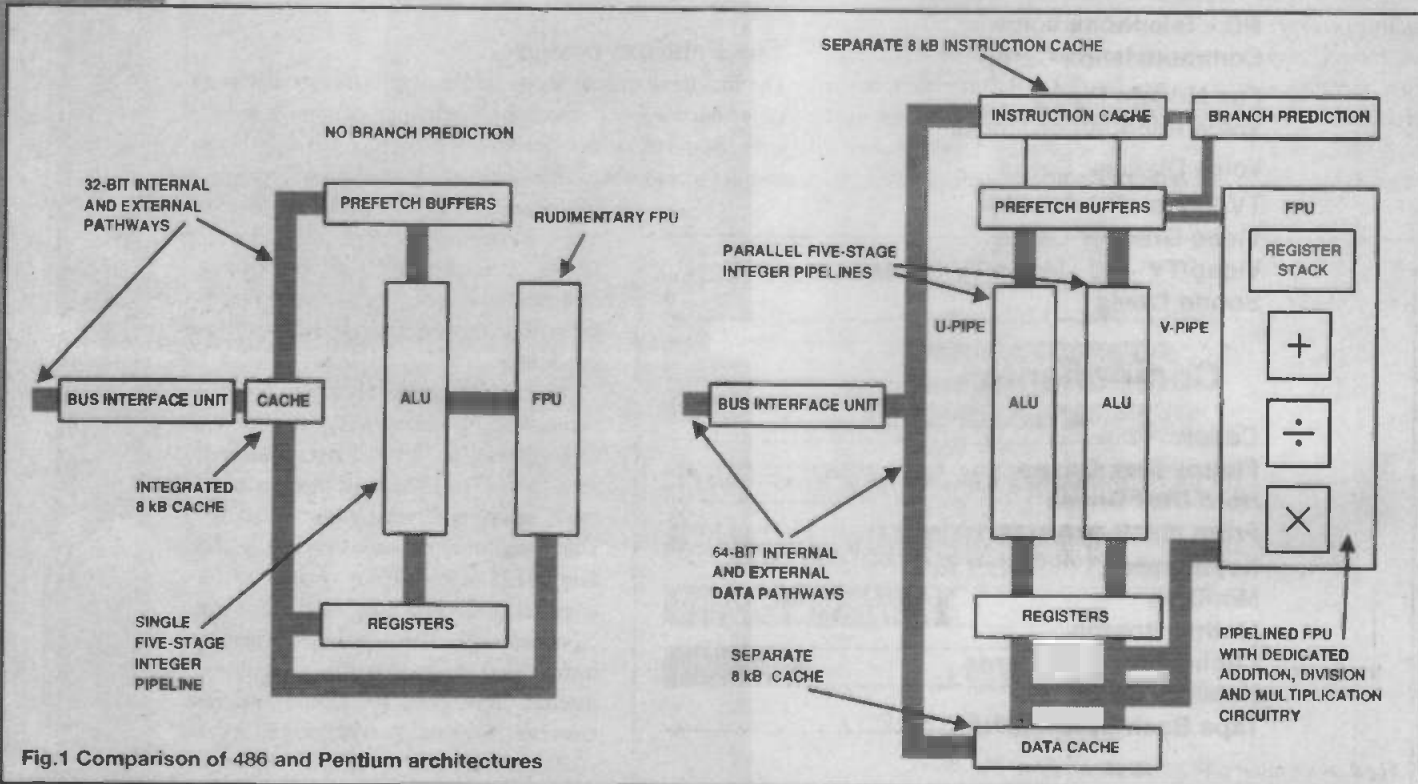 NO BRANCH PREDICTION
32-BIT INTERNAL
AND EXTERNAL
PATHWAYS
PREFETCH BUFFERS
RUDIMENTARY FPU
BUS INTERFACE UNIT
CACHE
ALU
FPU
INTEGRATED
8 kB CACHE
SINGLE
FIVE-STAGE
INTEGER
PIPELINE
REGISTERS
SEPARATE 8 kB INSTRUCTION CACHE
INSTRUCTION CACHE
BRANCH PREDICTION
PREFETCH BUFFERS
FPU
REGISTER
STACK
PARALLEL FIVE-STAGE
INTEGER PIPELINES
U-PIPE
V-PIPE
+
BUS INTERFACE UNIT
ALU
ALU
÷
×
64-BIT INTERNAL
AND EXTERNAL
DATA PATHWAYS
REGISTERS
SEPARATE
8 kB CACHE
PIPELINED FPU
WITH DEDICATED
ADDITION, DIVISION
AND MULTIPLICATION
CIRCUITRY
DATA CACHE
Fig.1 Comparison of 486 and Pentium architectures